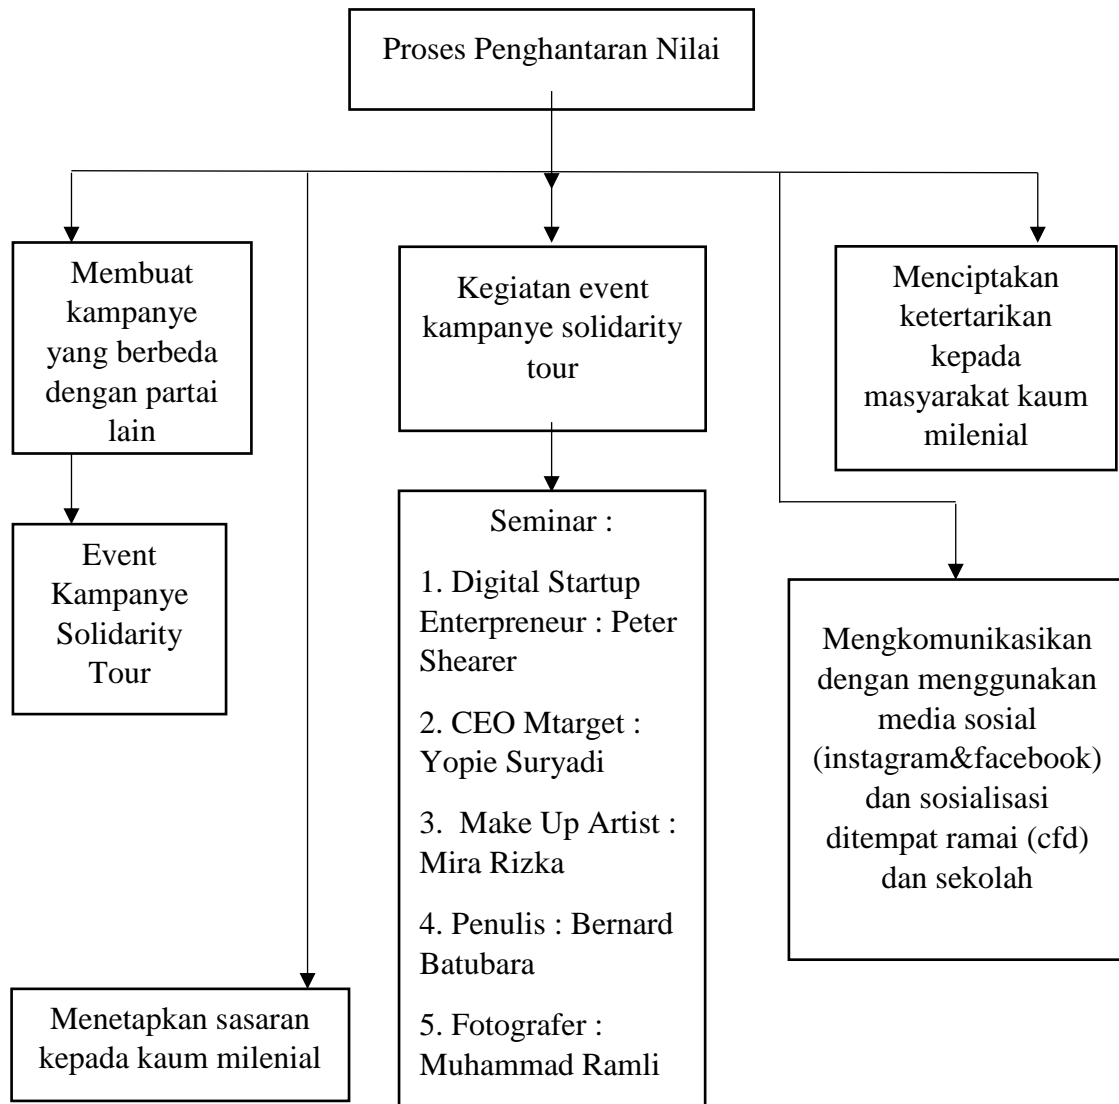 Proses Penghantaran Nilai
Membuat
kampanye
yang berbeda
dengan partai
lain
Kegiatan event
kampanye solidarity
tour
Menciptakan
ketertarikan
kepada
masyarakat kaum
milenial
Event
Kampanye
Solidarity
Tour
Seminar :
1. Digital Startup
Enterpreneur : Peter
Shearer
2. CEO Mtarget :
Yopie Suryadi
3. Make Up Artist :
Mira Rizka
4. Penulis : Bernard
Batubara
5. Fotografer :
Muhammad Ramli
Mengkomunikasikan
dengan menggunakan
media sosial
(instagram&facebook)
dan sosialisasi
ditempat ramai (cfd)
dan sekolah
Menetapkan sasaran
kepada kaum milenial